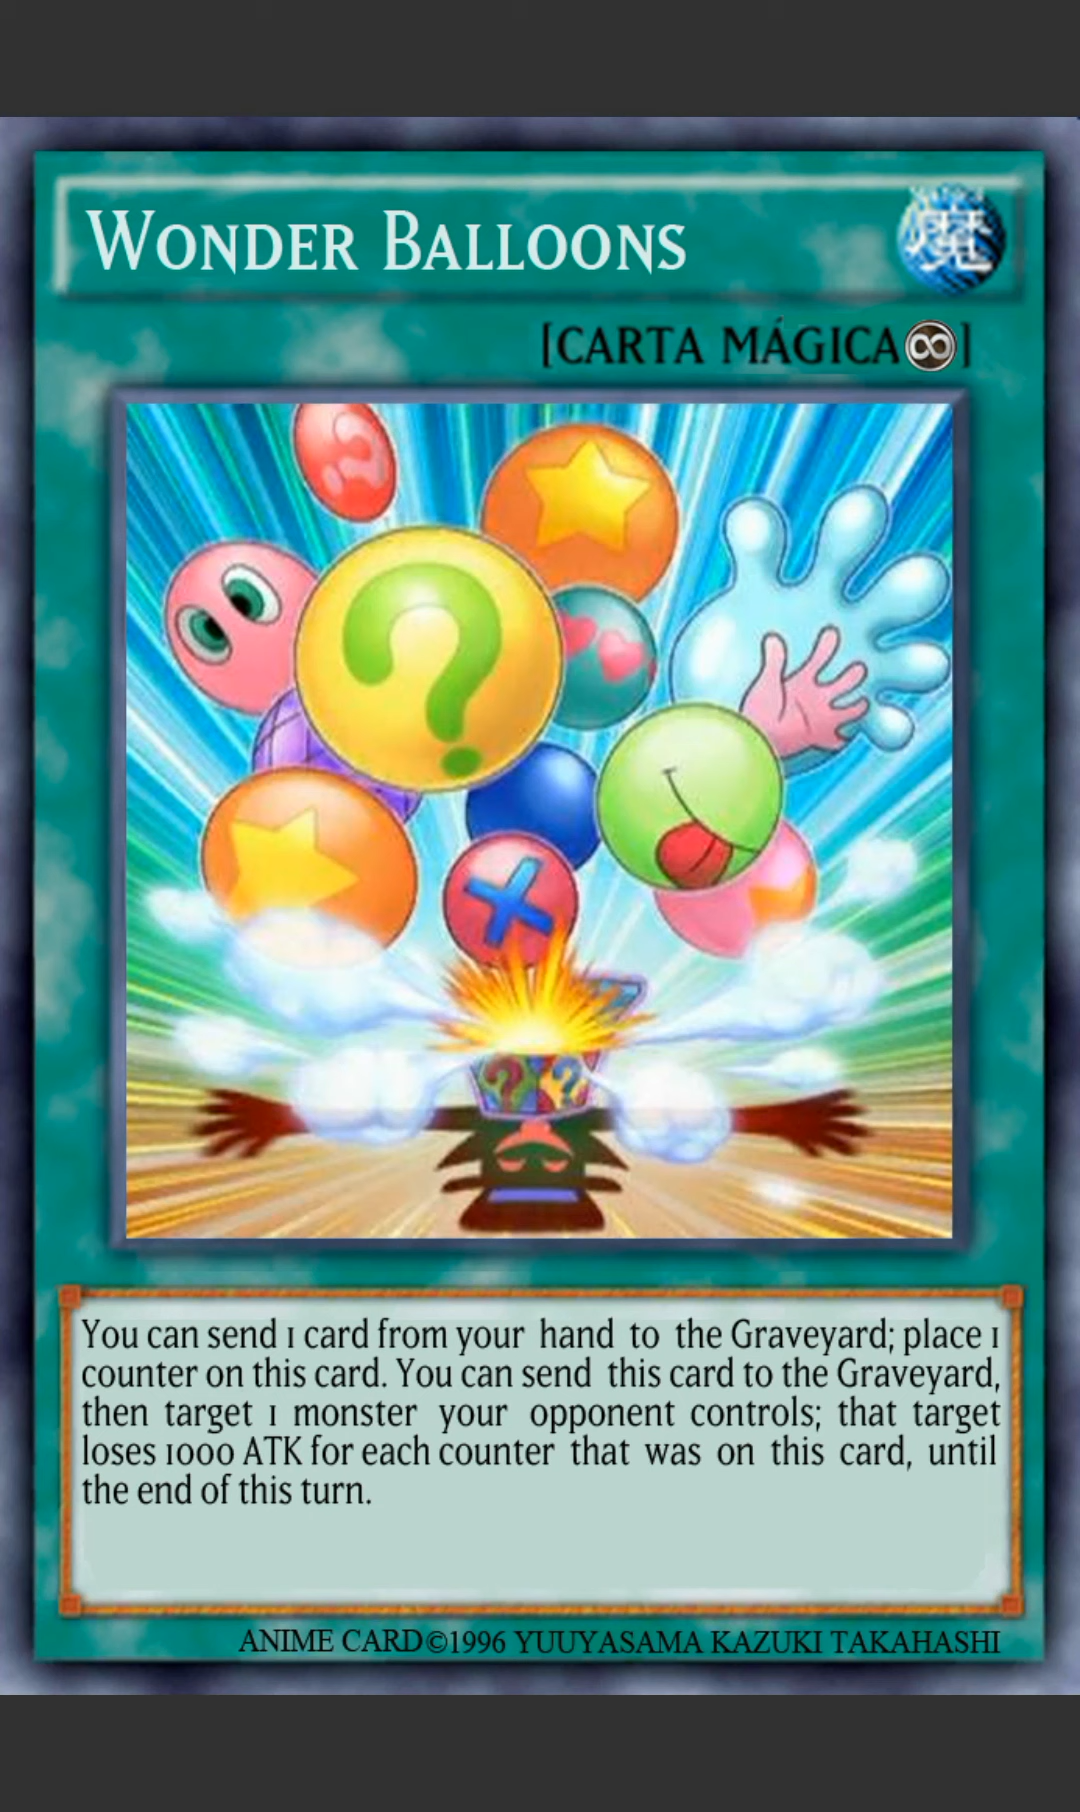 WONDER BALLOONS
魔
[CARTA MÁGICA∞]
?
?
?
You can send 1 card from your hand to the Graveyard; place 1
counter on this card. You can send this card to the Graveyard,
then target 1 monster your opponent controls; that target
loses 1000 ATK for each counter that was on this card, until
the end of this turn.
ANIME CARD©1996 YUUYASAMA KAZUKI TAKAHASHI